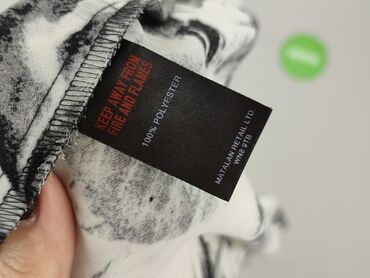 KEEP AWAY FROM
FIRE AND FLAMES
100% POLYESTER
MATALAN RETAIL LTD
WN8 9TB